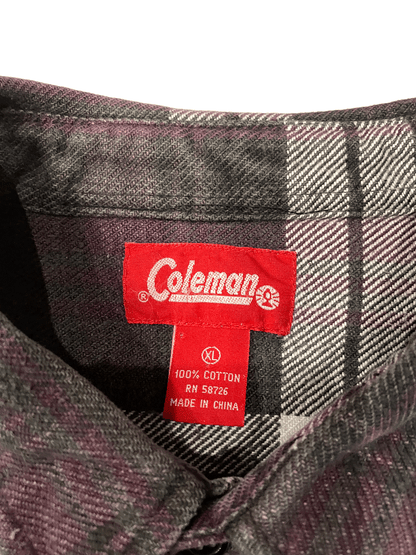 Coleman
®
XL
100% COTTON
RN 58726
MADE IN CHINA